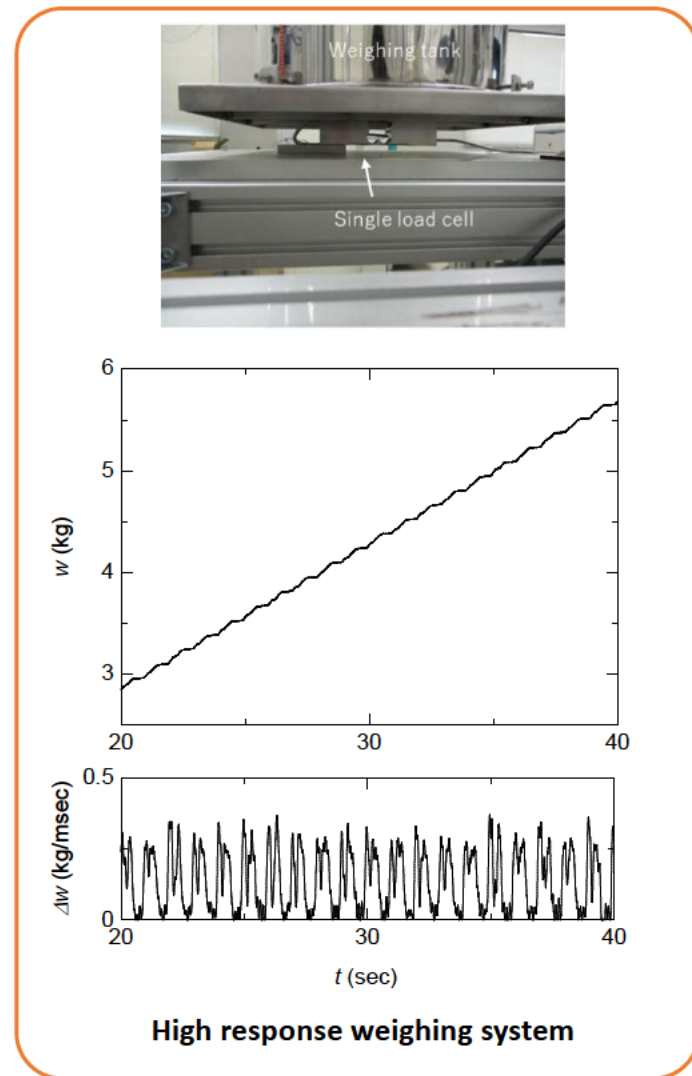 Weighing tank
Single load cell
6
5
4
3
w (kg)
20
30
40
0.5
0
Δw (kg/msec)
20
30
40
t (sec)
High response weighing system